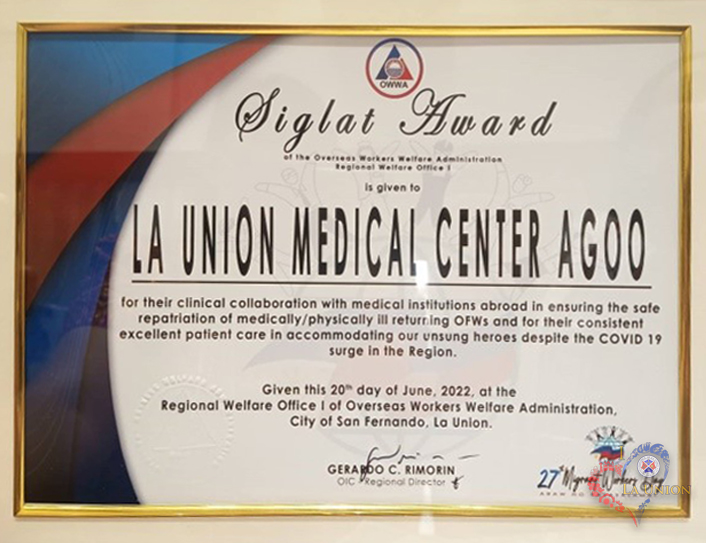 OWWA
Siglat Award
of the Overseas Workers Welfare Administration
Regional Welfare Office I
is given to
LA UNION MEDICAL CENTER AGOO
for their clinical collaboration with medical institutions abroad in ensuring the safe
repatriation of medically/physically ill returning OFWs and for their consistent
excellent patient care in accommodating our unsung heroes despite the COVID 19
surge in the Region.
Given this 20th day of June, 2022, at the
Regional Welfare Office I of Overseas Workers Welfare Administration,
City of San Fernando, La Union.
GERARDO C. RIMORIN
OIC - Regional Director
27th Migrant Workers Day
LA UNION